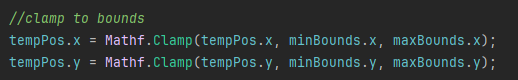 //clamp to bounds
tempPos.x = Mathf.Clamp(tempPos.x, minBounds.x, maxBounds.x);
tempPos.y = Mathf.Clamp(tempPos.y, minBounds.y, maxBounds.y);